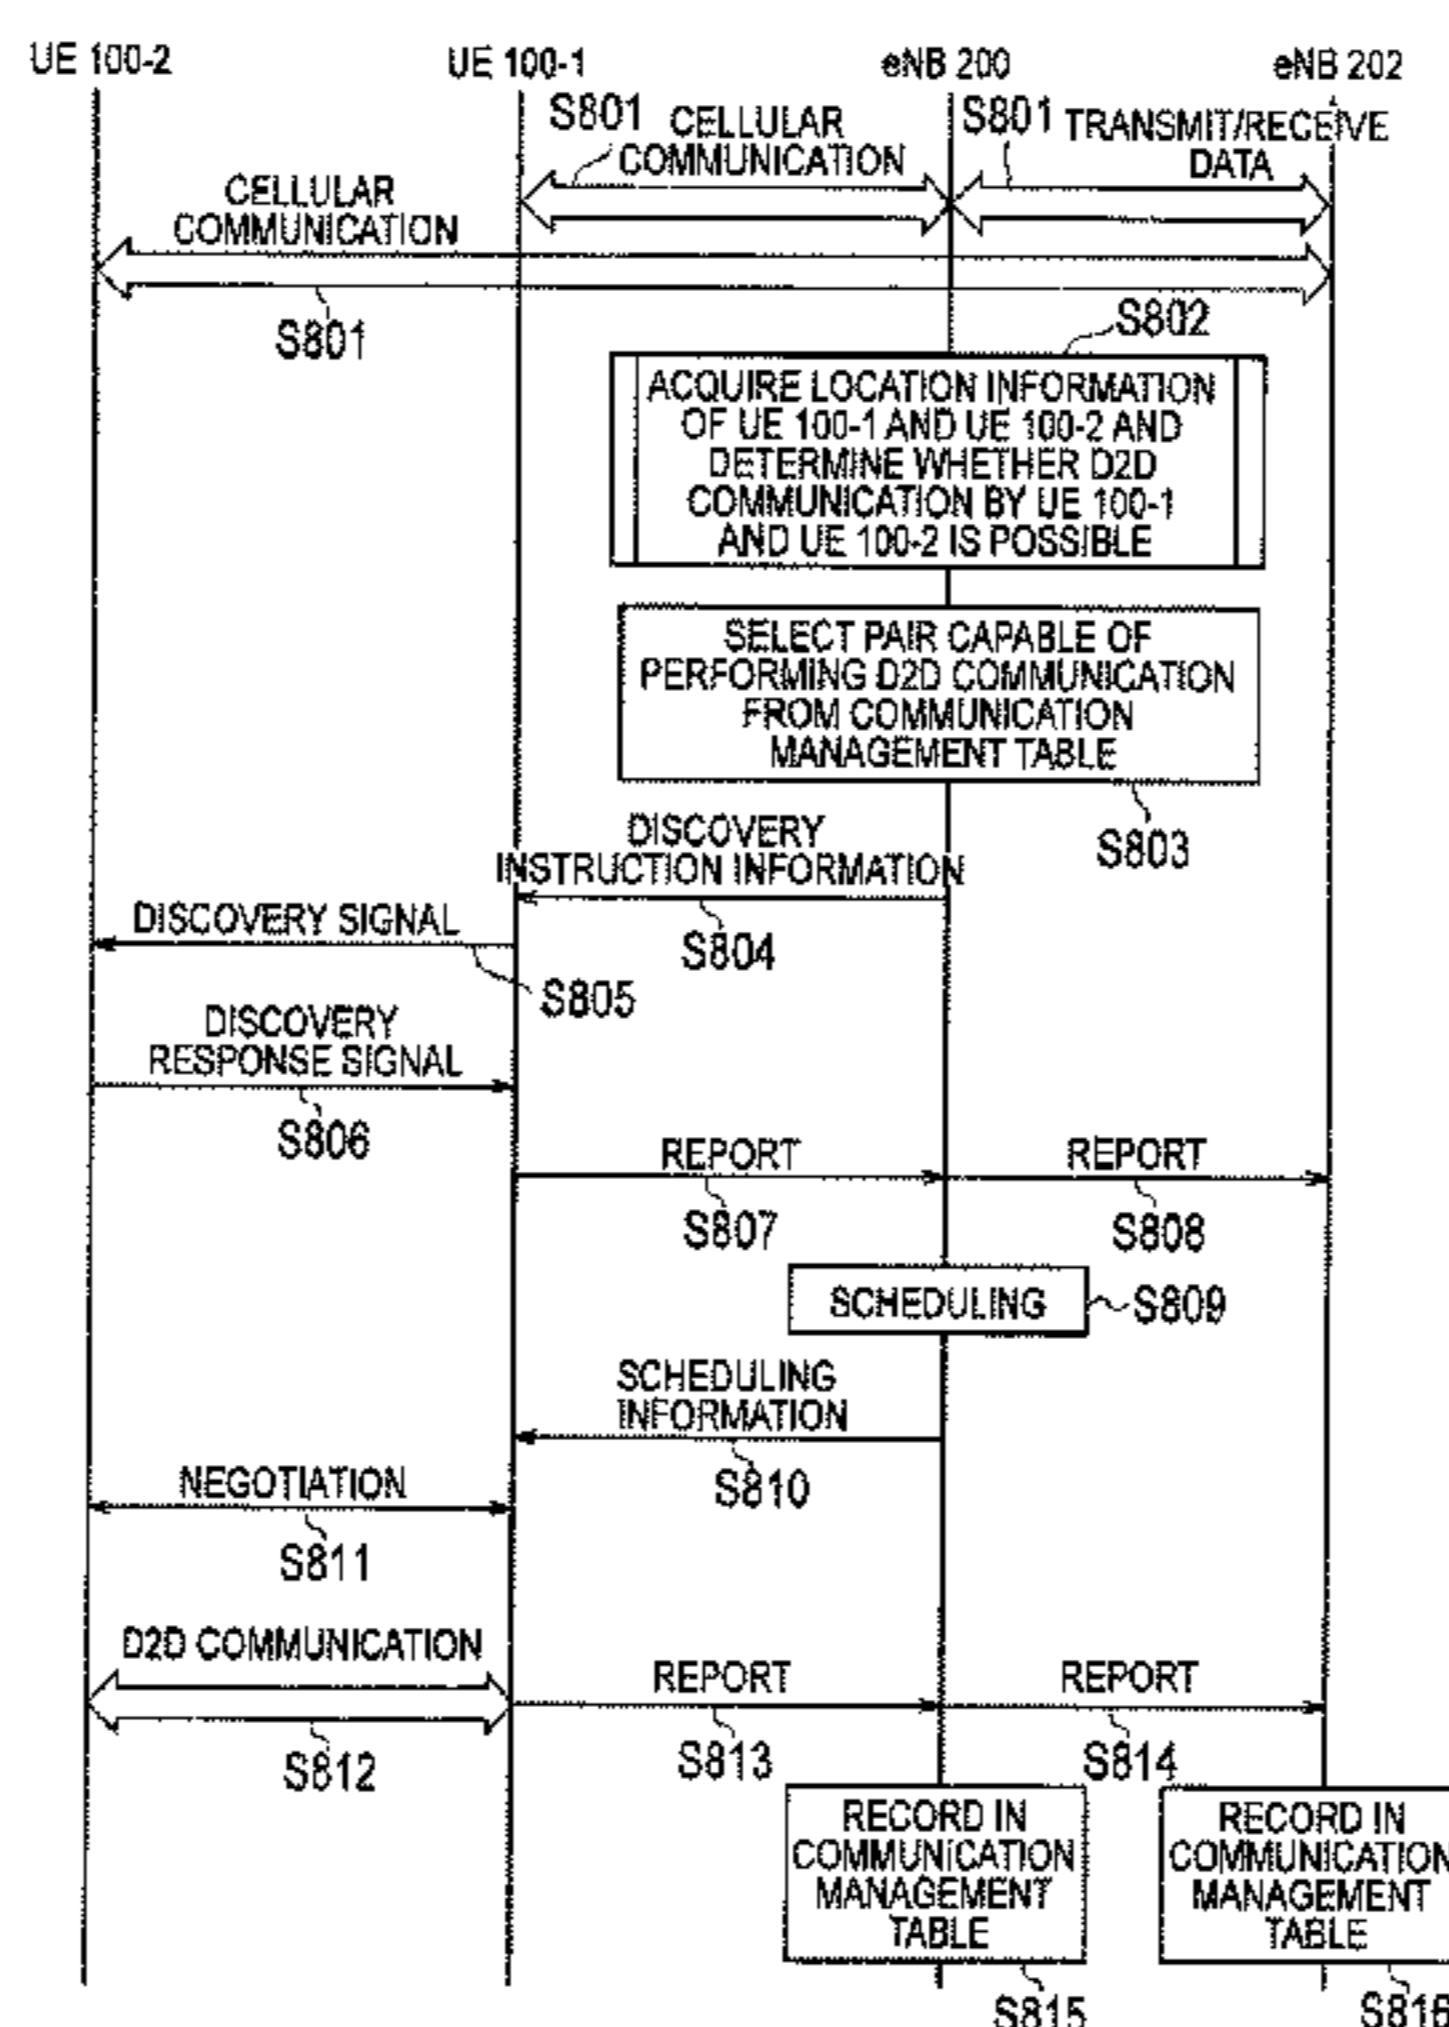 UE 100-2
UE 100-1
eNB 200
eNB 202
S801
CELLULAR
COMMUNICATION
S801
TRANSMIT/RECEIVE
DATA
CELLULAR
COMMUNICATION
S801
S802
ACQUIRE LOCATION INFORMATION
OF UE 100-1 AND UE 100-2 AND
DETERMINE WHETHER D2D
COMMUNICATION BY UE 100-1
AND UE 100-2 IS POSSIBLE
SELECT PAIR CAPABLE OF
PERFORMING D2D COMMUNICATION
FROM COMMUNICATION
MANAGEMENT TABLE
S803
DISCOVERY
INSTRUCTION INFORMATION
S804
DISCOVERY SIGNAL
S805
DISCOVERY
RESPONSE SIGNAL
S806
REPORT
S807
REPORT
S808
SCHEDULING
S809
SCHEDULING
INFORMATION
S810
NEGOTIATION
S811
D2D COMMUNICATION
S812
REPORT
S813
REPORT
S814
RECORD IN
COMMUNICATION
MANAGEMENT
TABLE
S815
RECORD IN
COMMUNICATION
MANAGEMENT
TABLE
S816